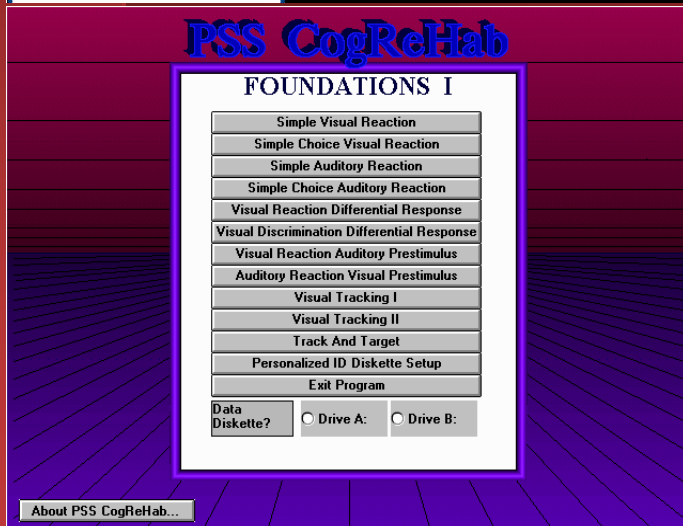 PSS CogReHab
FOUNDATIONS I
Simple Visual Reaction
Simple Choice Visual Reaction
Simple Auditory Reaction
Simple Choice Auditory Reaction
Visual Reaction Differential Response
Visual Discrimination Differential Response
Visual Reaction Auditory Prestimulus
Auditory Reaction Visual Prestimulus
Visual Tracking I
Visual Tracking II
Track And Target
Personalized ID Diskette Setup
Exit Program
Data
Diskette?
Drive A:
Drive B:
About PSS CogReHab...